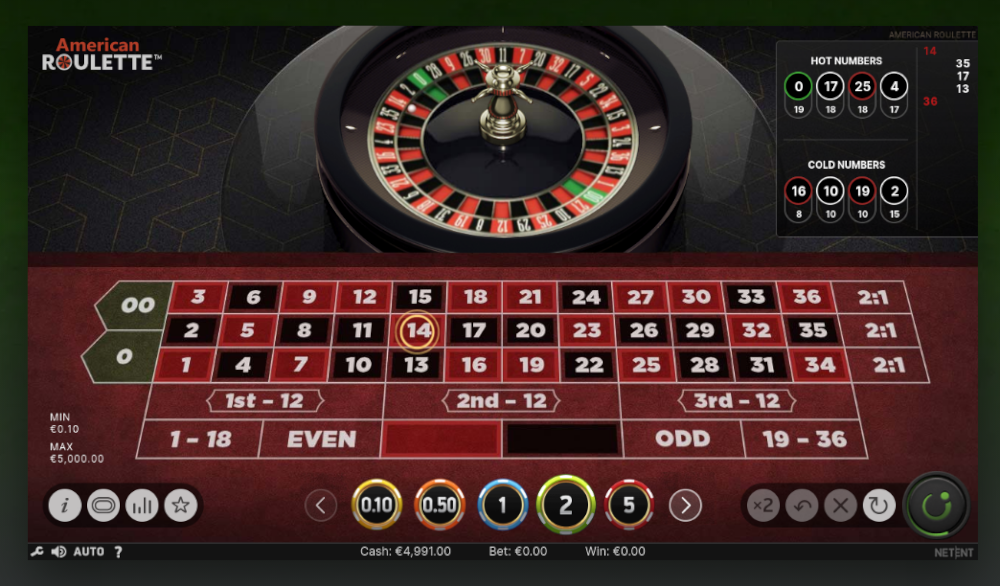 American
ROULETTE™
AMERICAN ROULETTE
HOT NUMBERS
0 17 25 4
19 18 18 17
COLD NUMBERS
16 10 19 2
8 10 10 15
14
35
17
13
36
00 3 6 9 12 15 18 21 24 27 30 33 36 2:1
2 5 8 11 14 17 20 23 26 29 32 35 2:1
0 1 4 7 10 13 16 19 22 25 28 31 34 2:1
1st - 12 2nd - 12 3rd - 12
1 - 18 EVEN ODD 19 - 36
MIN
€0.10
MAX
€5,000.00
i 0.10 0.50 1 2 5 ×2
AUTO ? Cash: €4,991.00 Bet: €0.00 Win: €0.00 NETENT